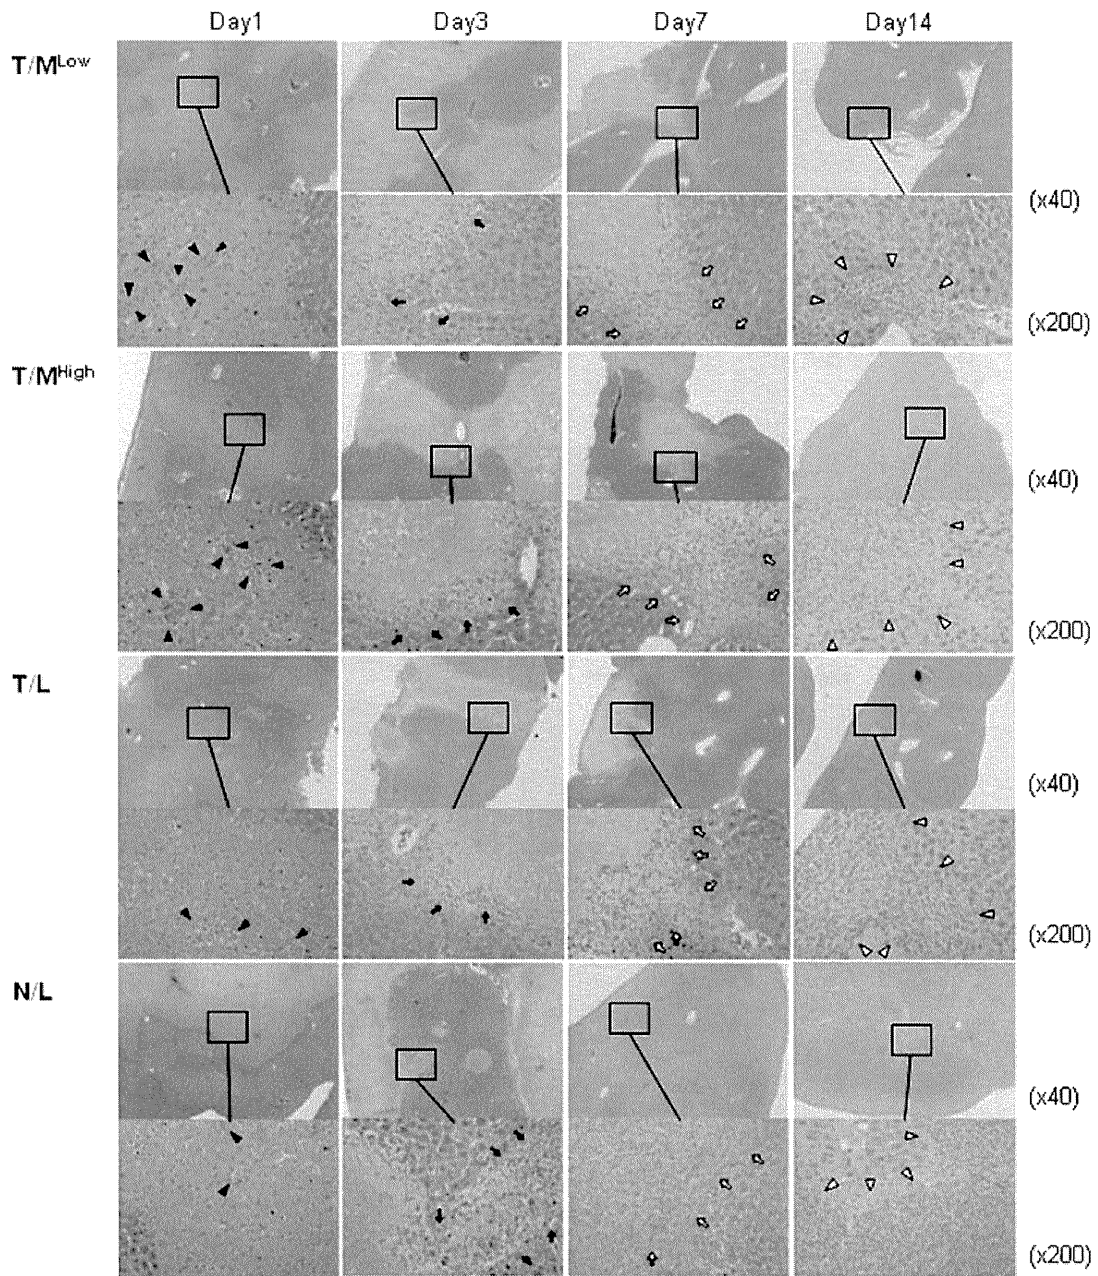 Day1 Day3 Day7 Day14
T/MLow
(x40)
(x200)
T/MHigh
(x40)
(x200)
T/L
(x40)
(x200)
N/L
(x40)
(x200)